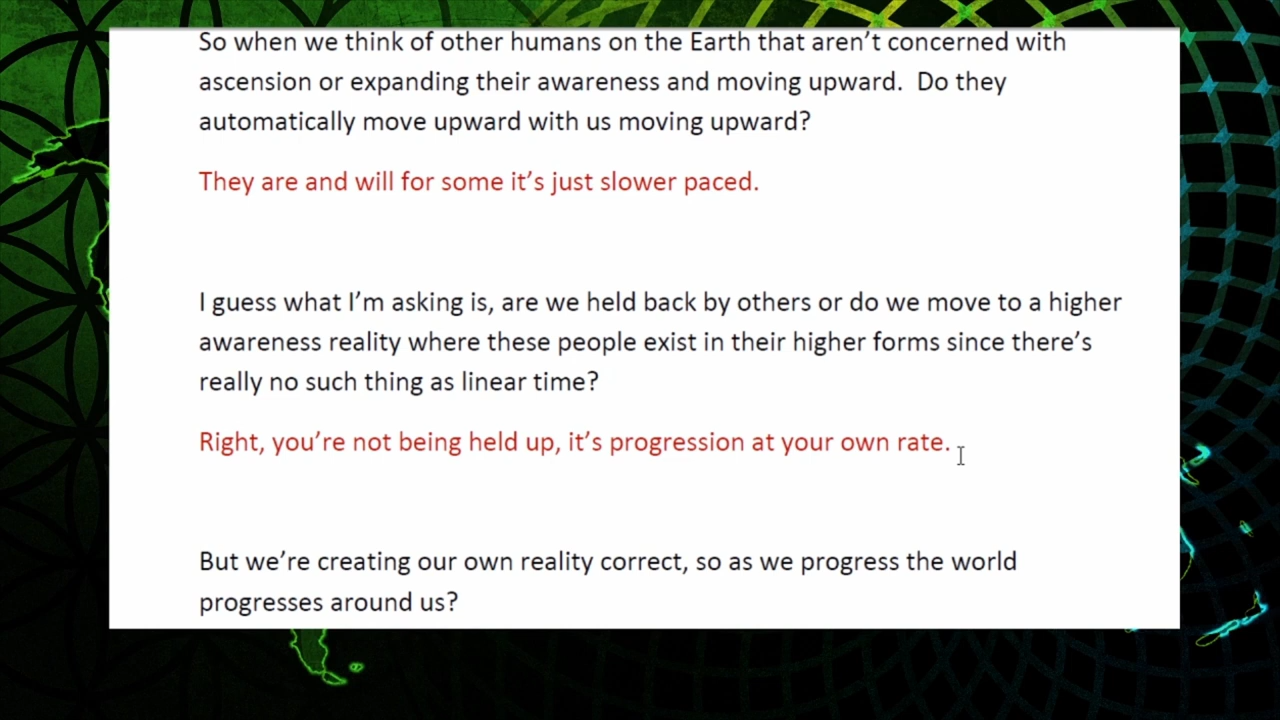 So when we think of other humans on the Earth that aren’t concerned with
ascension or expanding their awareness and moving upward.  Do they
automatically move upward with us moving upward?
They are and will for some it’s just slower paced.
I guess what I’m asking is, are we held back by others or do we move to a higher
awareness reality where these people exist in their higher forms since there’s
really no such thing as linear time?
Right, you’re not being held up, it’s progression at your own rate.
But we’re creating our own reality correct, so as we progress the world
progresses around us?